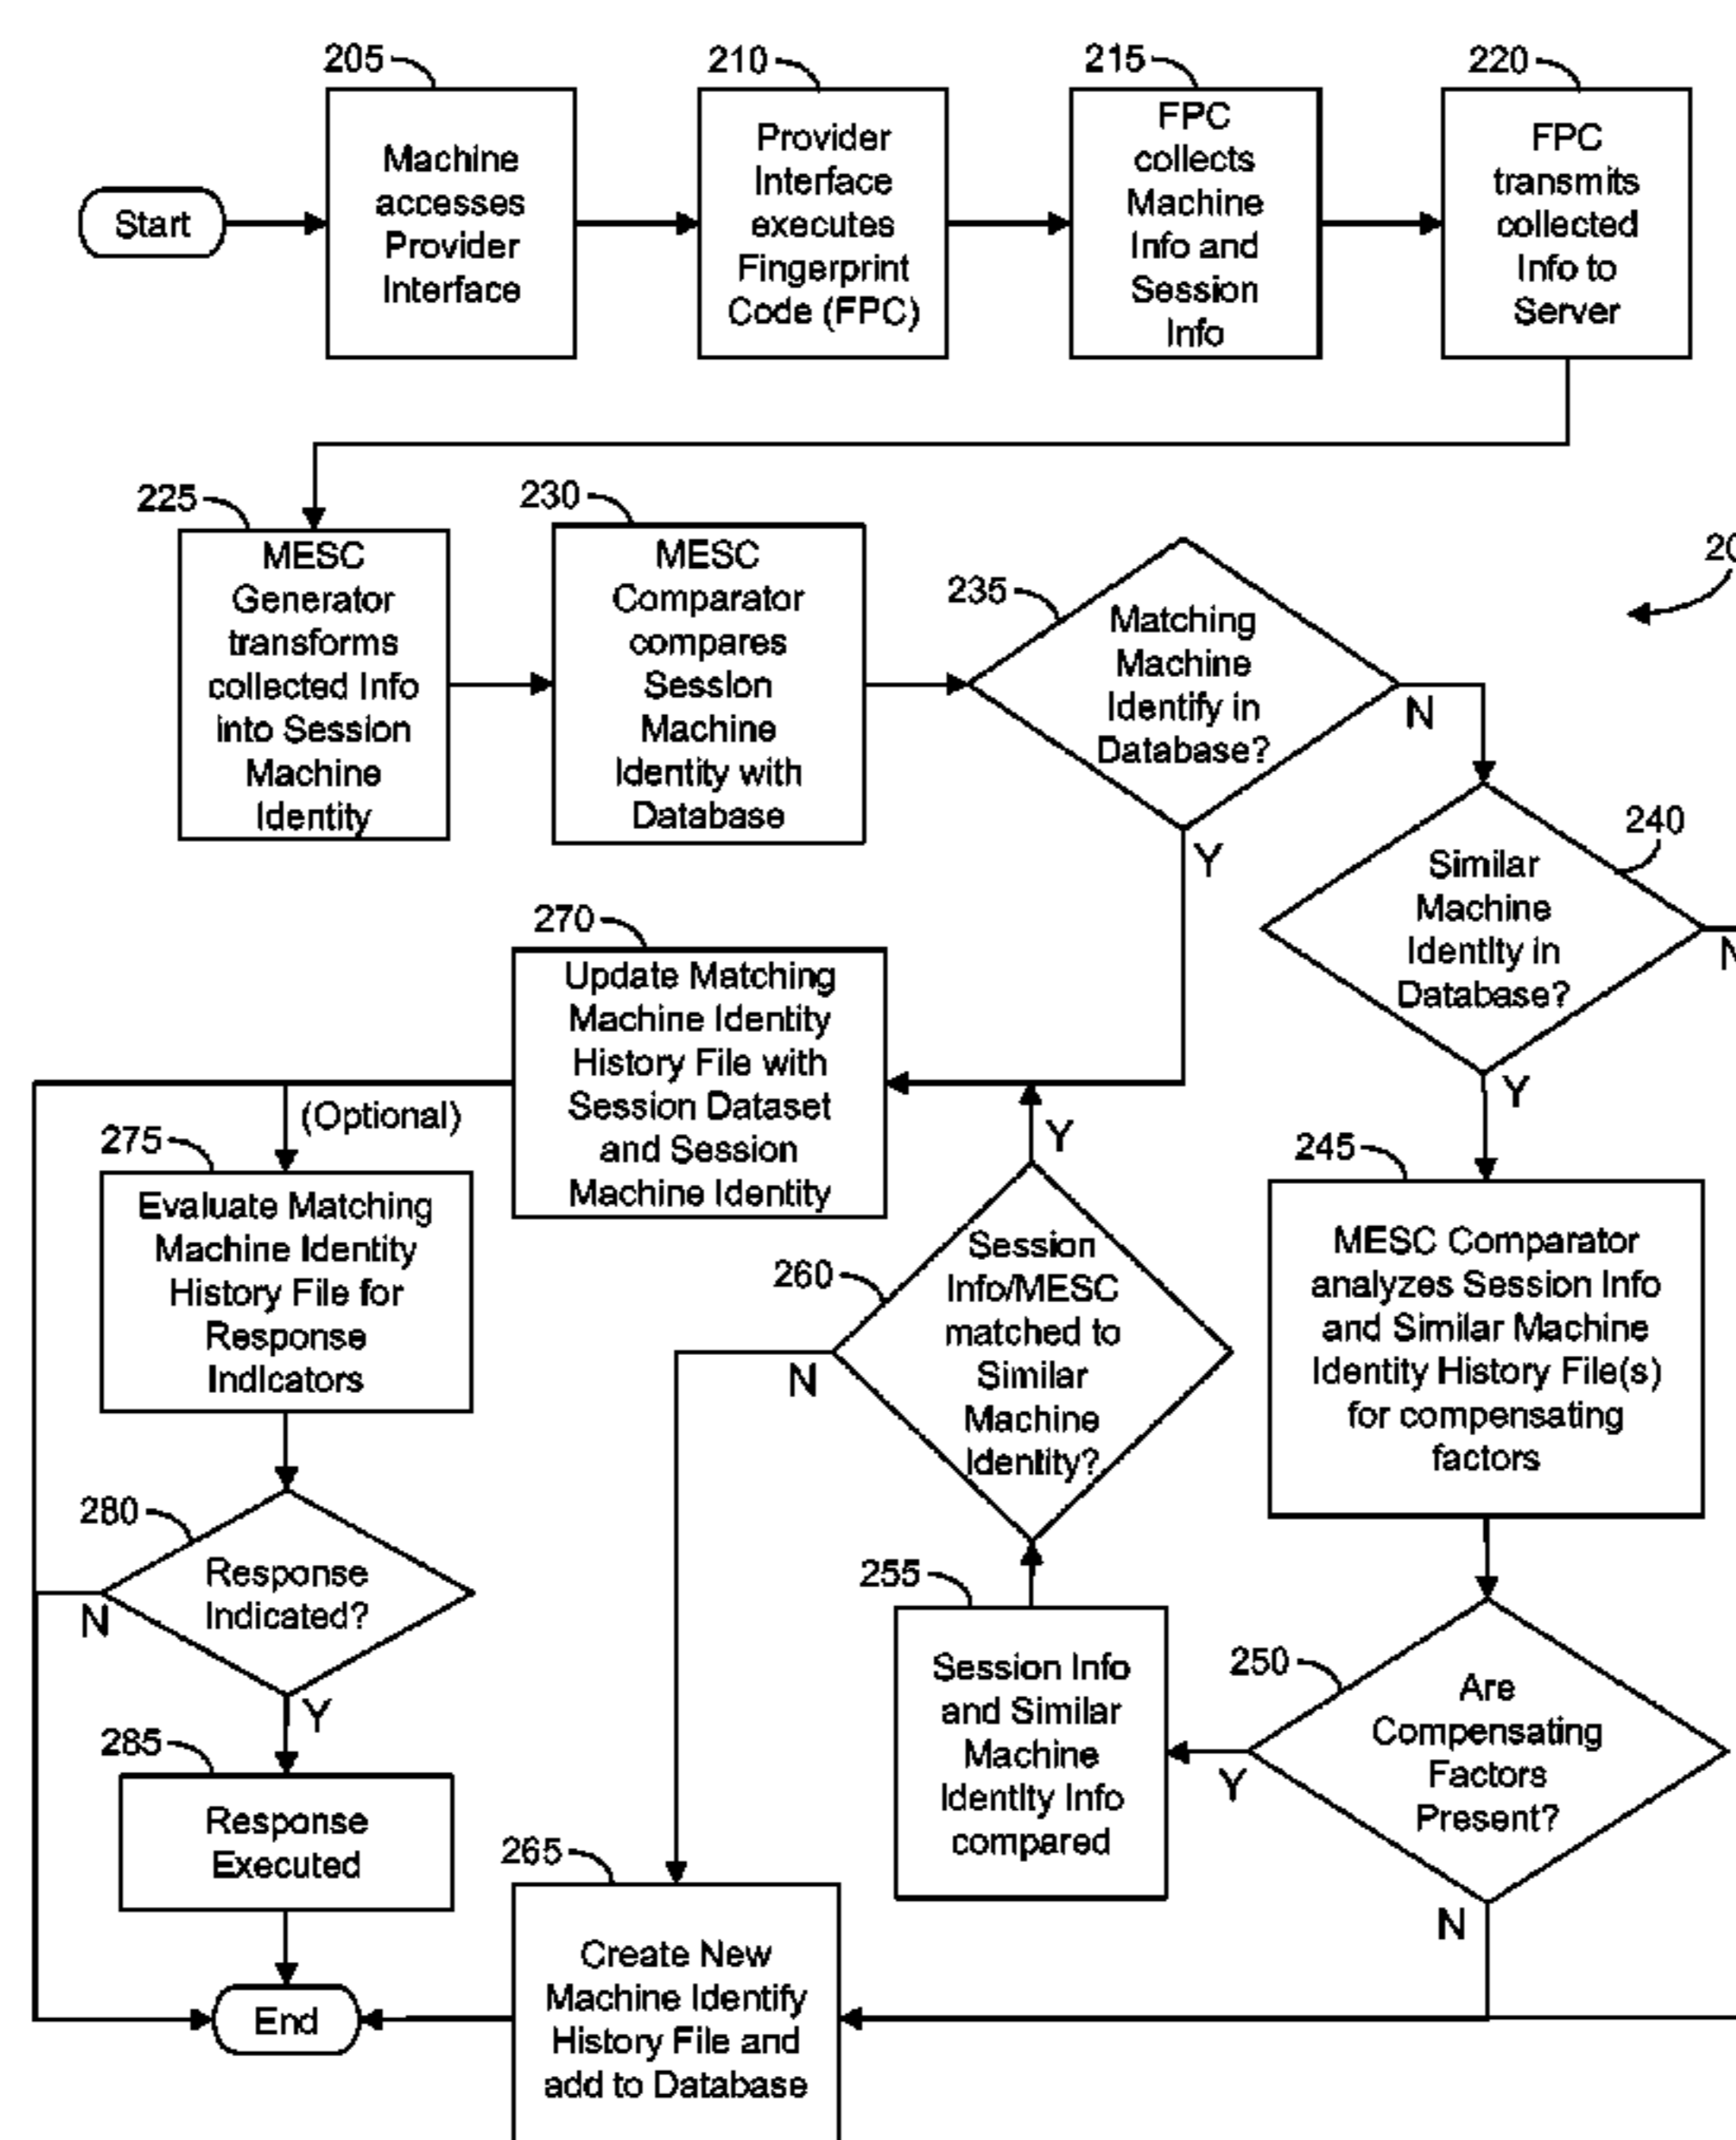 205
210
215
220
Start
Machine
accesses
Provider
Interface
Provider
Interface
executes
Fingerprint
Code (FPC)
FPC
collects
Machine
Info and
Session
Info
FPC
transmits
collected
Info to
Server
225
MESC
Generator
transforms
collected Info
into Session
Machine
Identity
230
MESC
Comparator
compares
Session
Machine
Identity with
Database
235
Matching
Machine
Identify in
Database?
N
Y
20
240
Similar
Machine
Identity in
Database?
N
Y
270
Update Matching
Machine Identity
History File with
Session Dataset
and Session
Machine Identity
(Optional)
275
Evaluate Matching
Machine Identity
History File for
Response
Indicators
260
Session
Info/MESC
matched to
Similar
Machine
Identity?
Y
N
245
MESC Comparator
analyzes Session Info
and Similar Machine
Identity History File(s)
for compensating
factors
280
Response
Indicated?
N
Y
255
Session Info
and Similar
Machine
Identity Info
compared
250
Are
Compensating
Factors
Present?
Y
N
285
Response
Executed
265
Create New
Machine Identify
History File and
add to Database
End